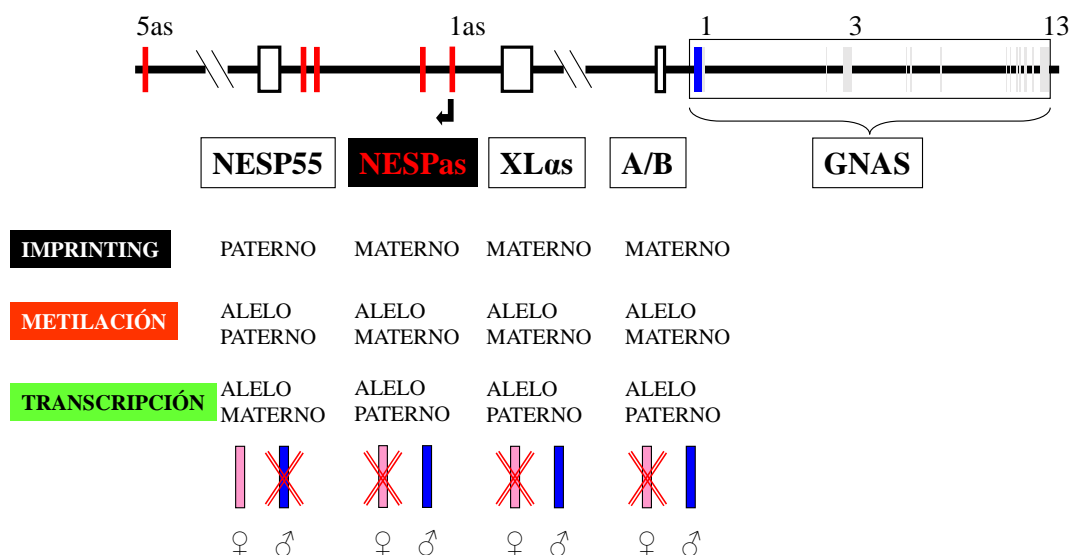 5as 1as 1 3 13
NESP55 NESPas XLαs A/B GNAS
IMPRINTING PATERNO MATERNO MATERNO MATERNO
METILACIÓN ALELO ALELO ALELO ALELO
PATERNO MATERNO MATERNO MATERNO
TRANSCRIPCIÓN ALELO ALELO ALELO ALELO
MATERNO PATERNO PATERNO PATERNO
♀ ♂ ♀ ♂ ♀ ♂ ♀ ♂